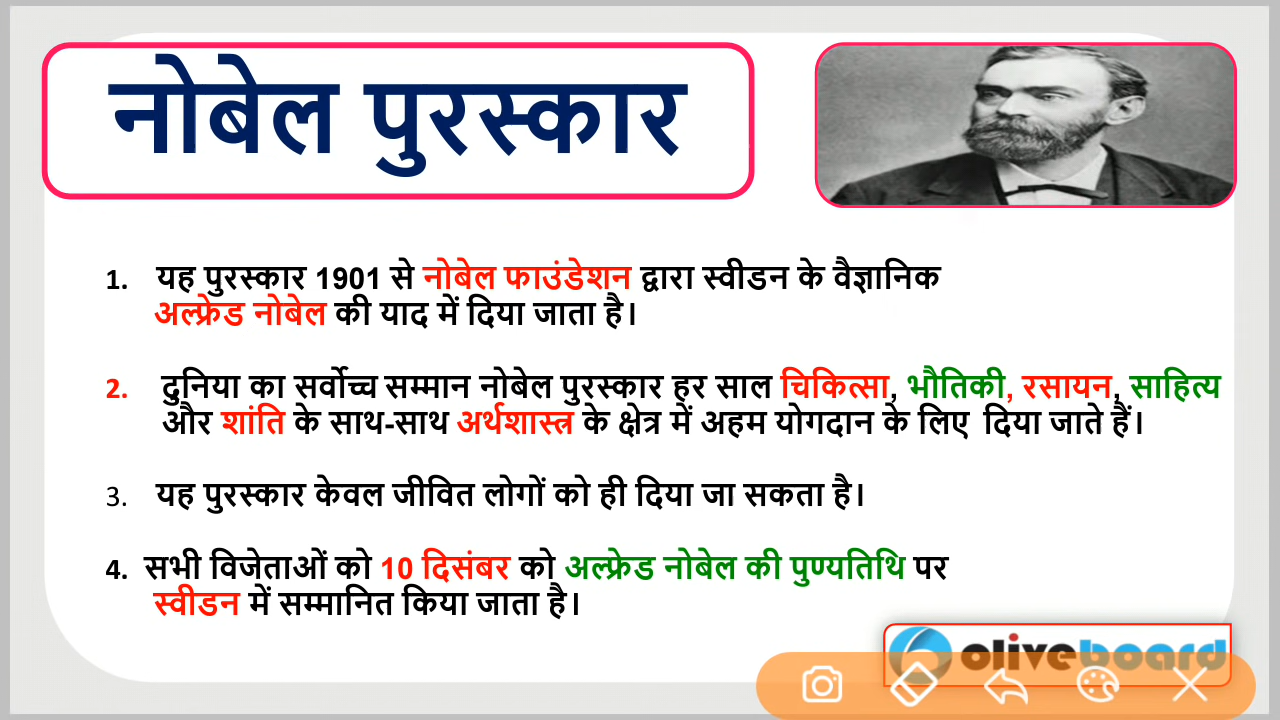 नोबेल पुरस्कार
1. यह पुरस्कार 1901 से नोबेल फाउंडेशन द्वारा स्वीडन के वैज्ञानिक
अल्फ्रेड नोबेल की याद में दिया जाता है।
2. दुनिया का सर्वोच्च सम्मान नोबेल पुरस्कार हर साल चिकित्सा, भौतिकी, रसायन, साहित्य
और शांति के साथ-साथ अर्थशास्त्र के क्षेत्र में अहम योगदान के लिए दिया जाते हैं।
3. यह पुरस्कार केवल जीवित लोगों को ही दिया जा सकता है।
4. सभी विजेताओं को 10 दिसंबर को अल्फ्रेड नोबेल की पुण्यतिथि पर
स्वीडन में सम्मानित किया जाता है।
oliveboard